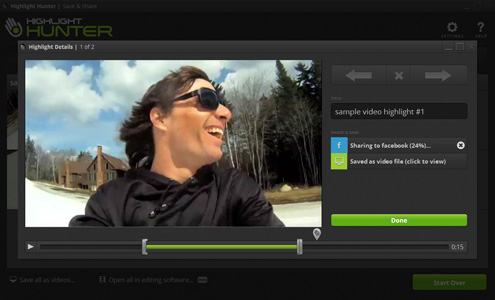 Highlight Hunter | Save & Share
HIGHLIGHT
HUNTER
SETTINGS
HELP
Highlight Details | 1 of 2
TITLE
sample video highlight #1
Sharing to facebook (24%)...
Saved as video file (click to view)
Done
0:15
Save all as videos...
Open all in editing software...
Start Over